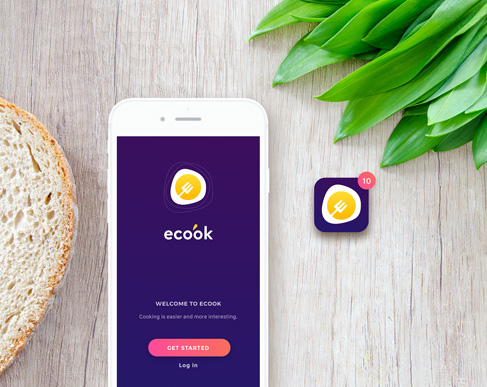 10
ecook
WELCOME TO ECOOK
Cooking is easier and more interesting.
GET STARTED
Log In